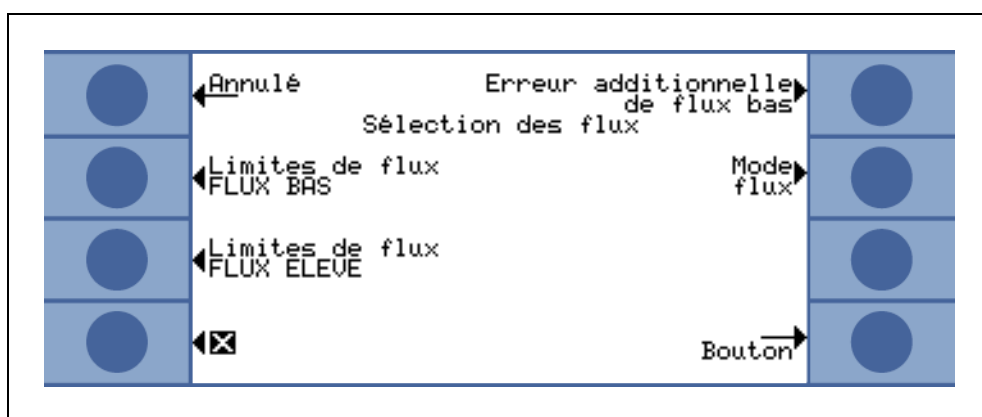 Annulé
Erreur additionnelle
de flux bas
Sélection des flux
Limites de flux
FLUX BAS
Mode
flux
Limites de flux
FLUX ELEVE
Bouton